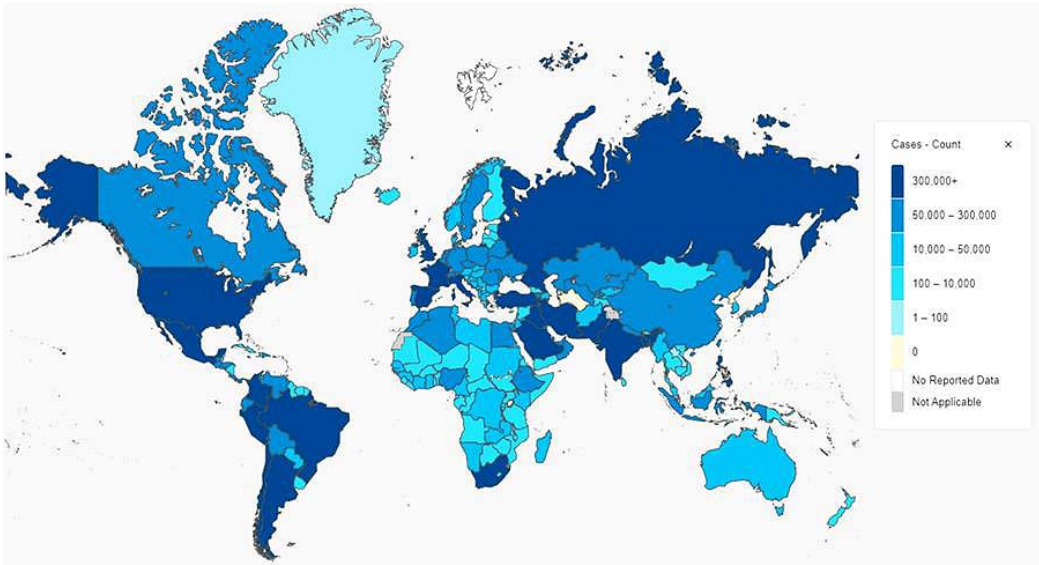 Cases - Count ×
300.000+
50.000 – 300.000
10,000 – 50.000
100 – 10,000
1 – 100
0
No Reported Data
Not Applicable